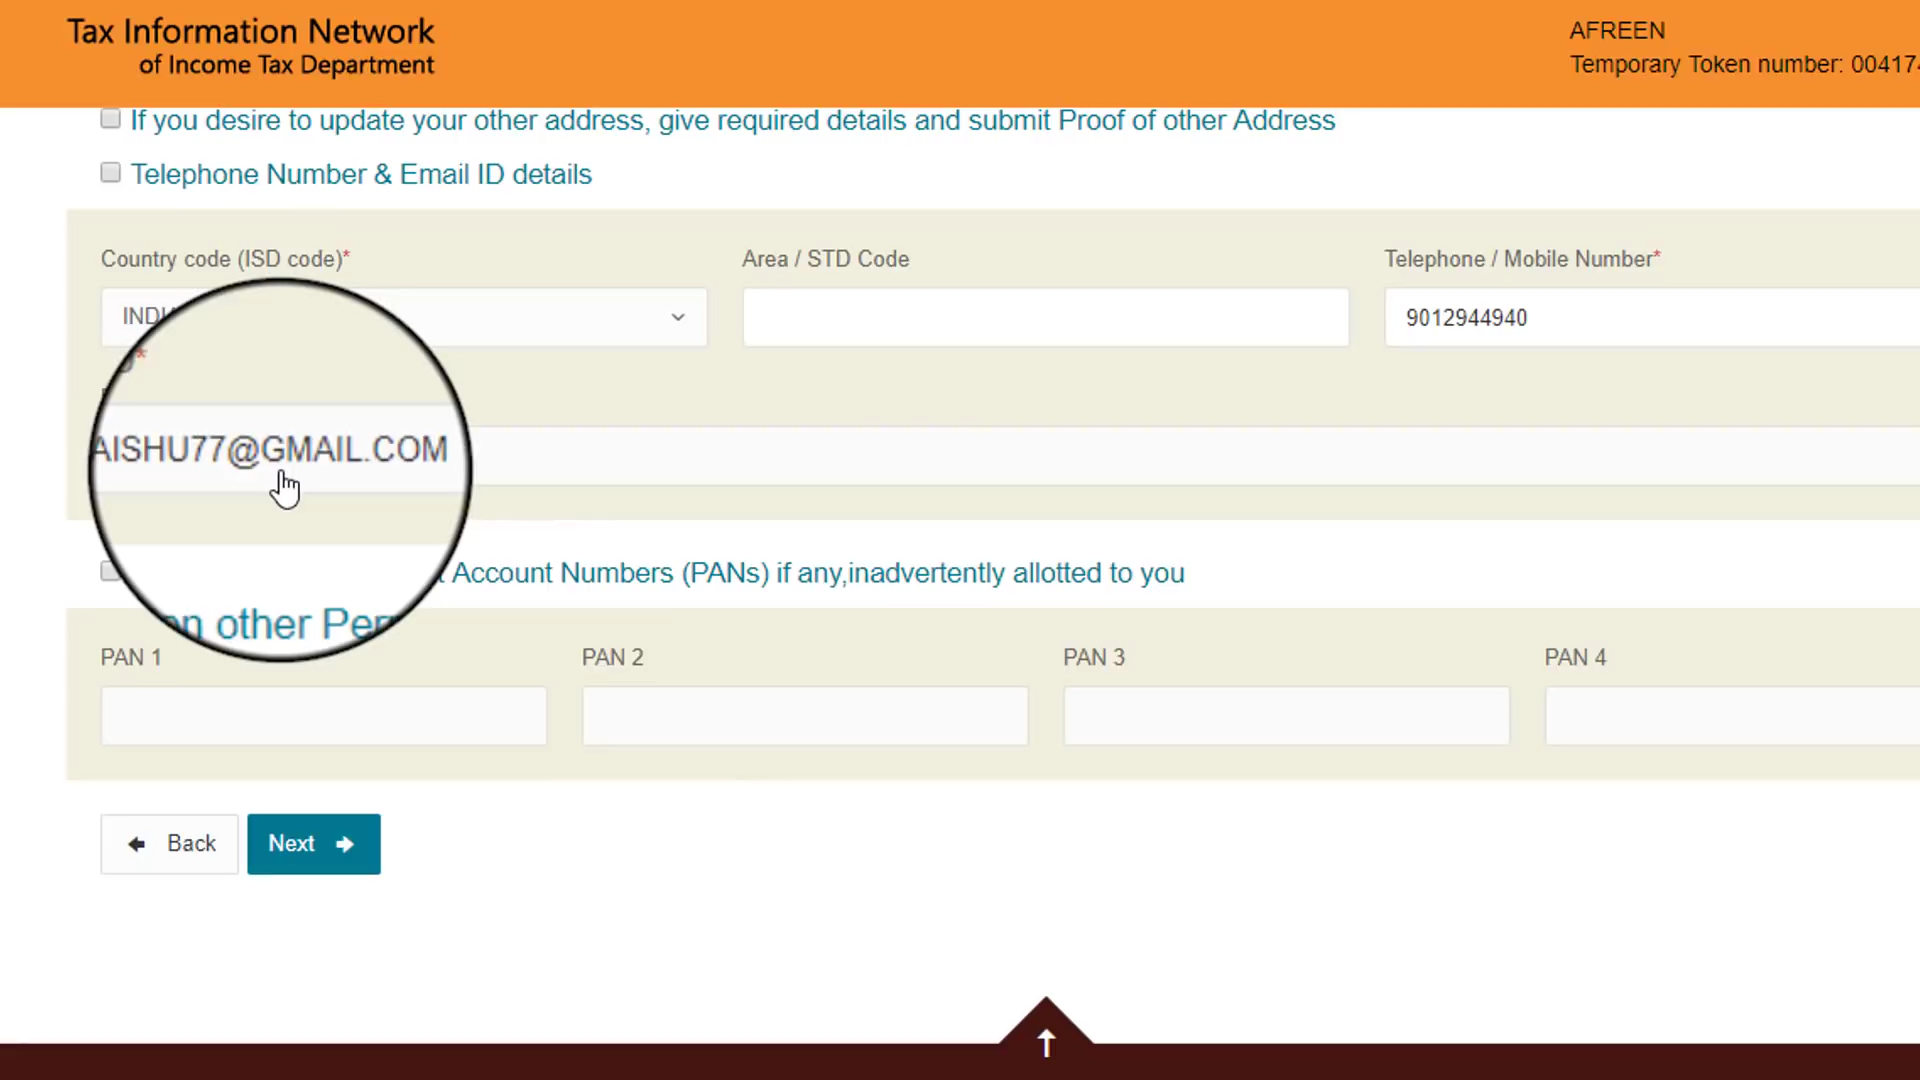 Tax Information Network
of Income Tax Department
AFREEN
Temporary Token number: 00417
If you desire to update your other address, give required details and submit Proof of other Address
Telephone Number & Email ID details
Country code (ISD code)*
Area / STD Code
Telephone / Mobile Number*
9012944940
AISHU77@GMAIL.COM
Account Numbers (PANs) if any,inadvertently allotted to you
other
PAN 1
PAN 2
PAN 3
PAN 4
Back
Next